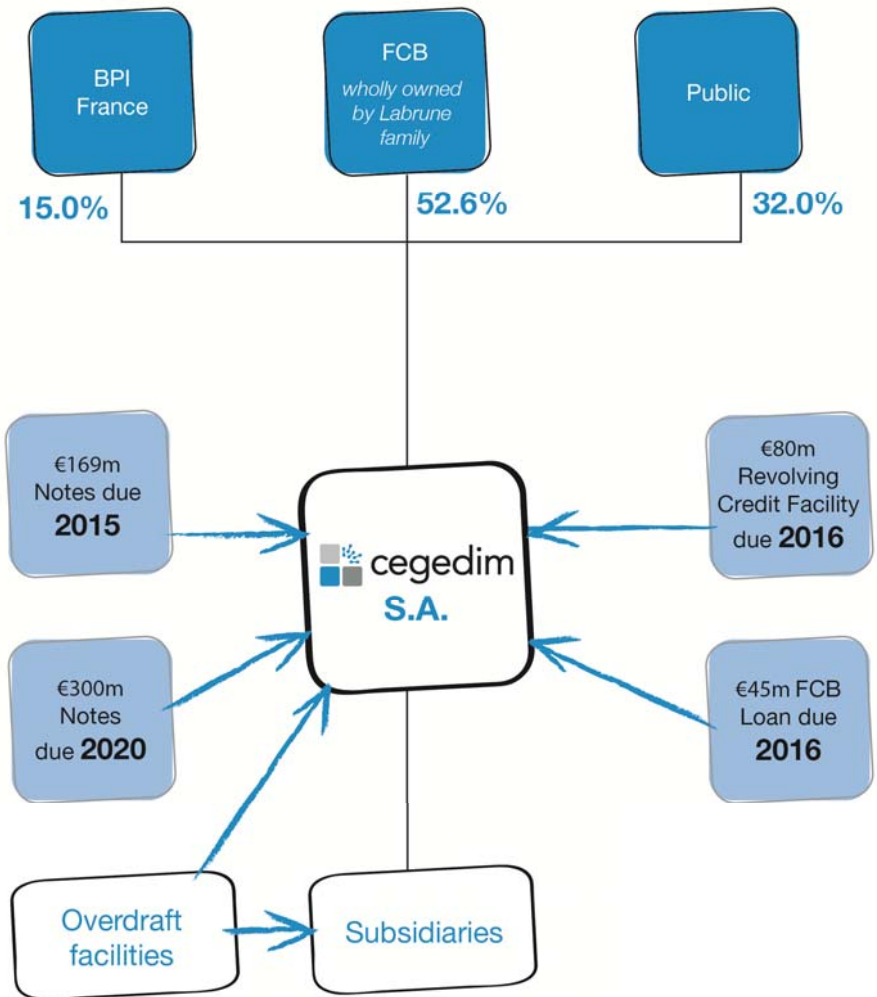 BPI
France
FCB
wholly owned
by Labrune
family
Public
15.0%
52.6%
32.0%
€169m
Notes due
2015
€80m
Revolving
Credit Facility
due 2016
cegedim
S.A.
€300m
Notes
due 2020
€45m FCB
Loan due
2016
Overdraft
facilities
Subsidiaries